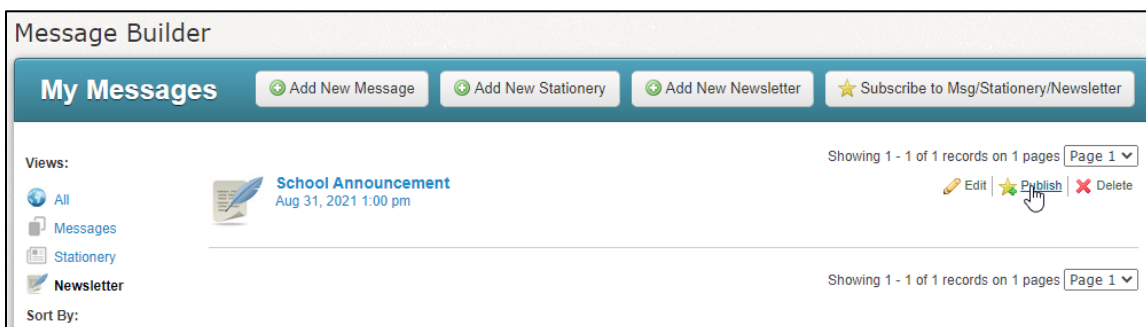 Message Builder
My Messages
Add New Message
Add New Stationery
Add New Newsletter
Subscribe to Msg/Stationery/Newsletter
Views:
All
Messages
Stationery
Newsletter
Sort By:
Showing 1 - 1 of 1 records on 1 pages Page 1
School Announcement
Aug 31, 2021 1:00 pm
Edit Publish Delete
Showing 1 - 1 of 1 records on 1 pages Page 1